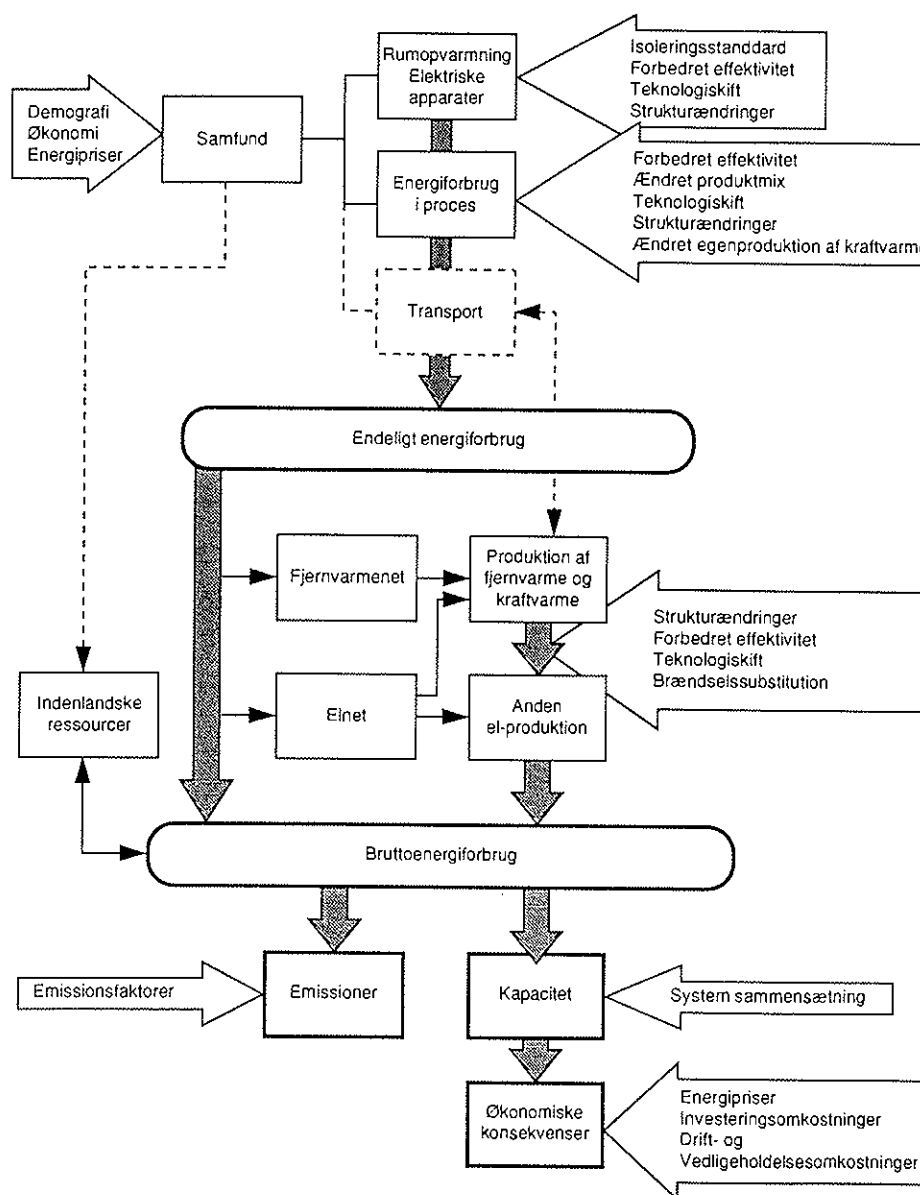 Rumopvarmning
Elektriske
apparater
Isoleringsstanddard
Forbedret effektivitet
Teknologiskift
Strukturændringer
Demografi
Økonomi
Energipriser
Samfund
Energiforbrug
i proces
Forbedret effektivitet
Ændret produktmix
Teknologiskift
Strukturændringer
Ændret egenproduktion af kraftvarme
Transport
Endeligt energiforbrug
Fjernvarmenet
Produktion af
fjernvarme og
kraftvarme
Strukturændringer
Forbedret effektivitet
Teknologiskift
Brændselssubstitution
Indenlandske
ressourcer
Elnet
Anden
el-produktion
Bruttoenergiforbrug
Emissionsfaktorer
Emissioner
Kapacitet
System sammensætning
Økonomiske
konsekvenser
Energipriser
Investeringsomkostninger
Drift- og
Vedligeholdelsesomkostninger